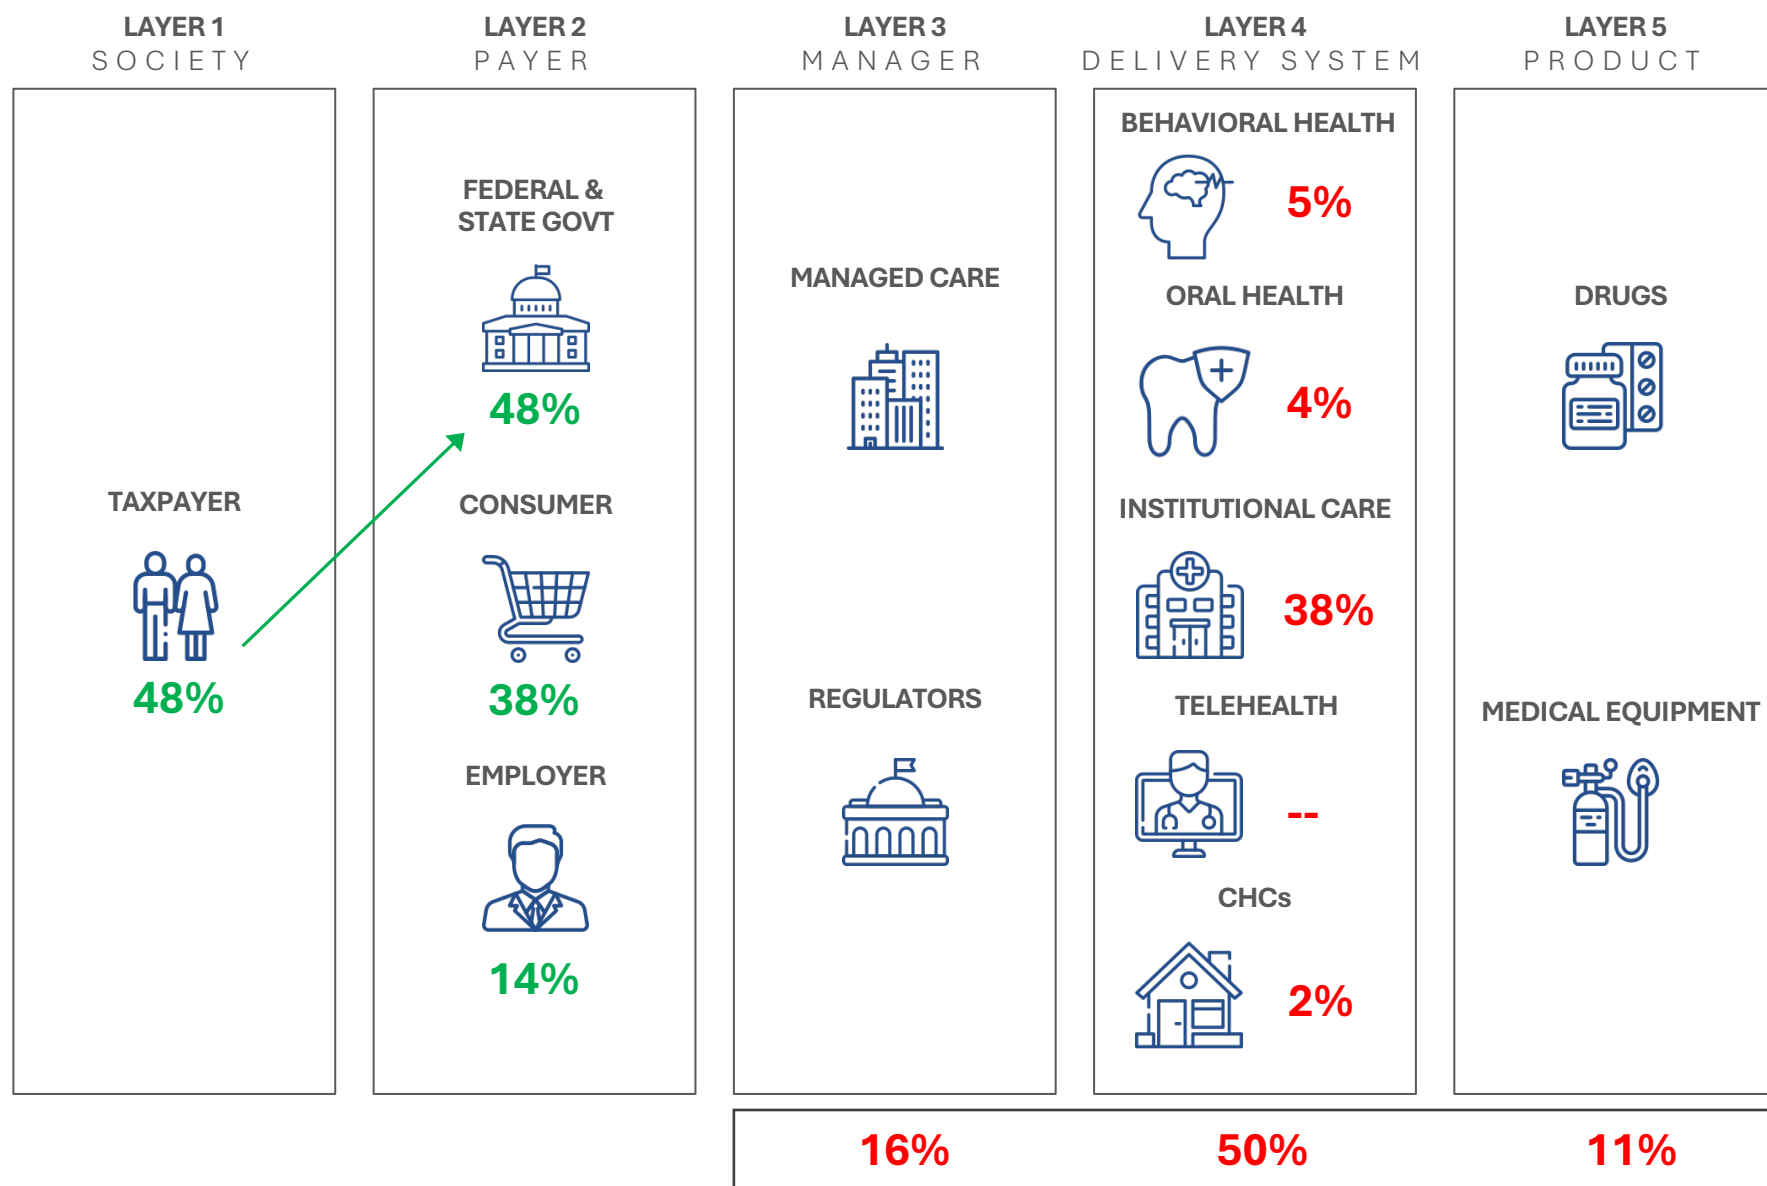 LAYER 1
SOCIETY
LAYER 2
PAYER
LAYER 3
MANAGER
LAYER 4
DELIVERY SYSTEM
LAYER 5
PRODUCT
TAXPAYER
48%
FEDERAL &
STATE GOVT
48%
CONSUMER
38%
EMPLOYER
14%
MANAGED CARE
REGULATORS
BEHAVIORAL HEALTH
5%
ORAL HEALTH
4%
INSTITUTIONAL CARE
38%
TELEHEALTH
--
CHCs
2%
DRUGS
MEDICAL EQUIPMENT
16%
50%
11%